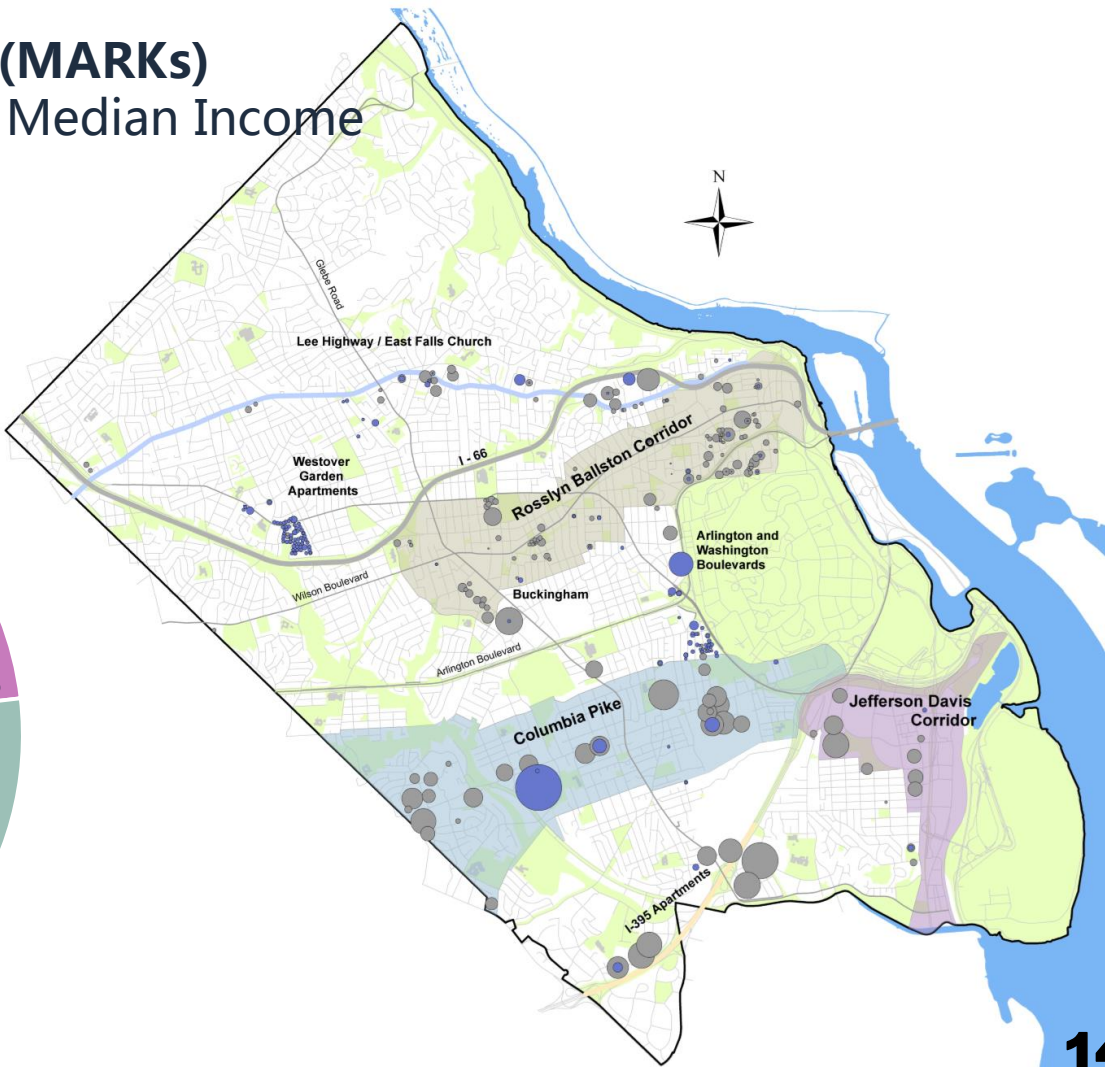 (MARKs)
Median Income
N
Glebe Road
Lee Highway / East Falls Church
I - 66
Westover
Garden
Apartments
Rosslyn Ballston Corridor
Arlington and
Washington
Boulevards
Wilson Boulevard
Buckingham
Arlington Boulevard
Columbia Pike
Jefferson Davis
Corridor
I-395 Apartments
14